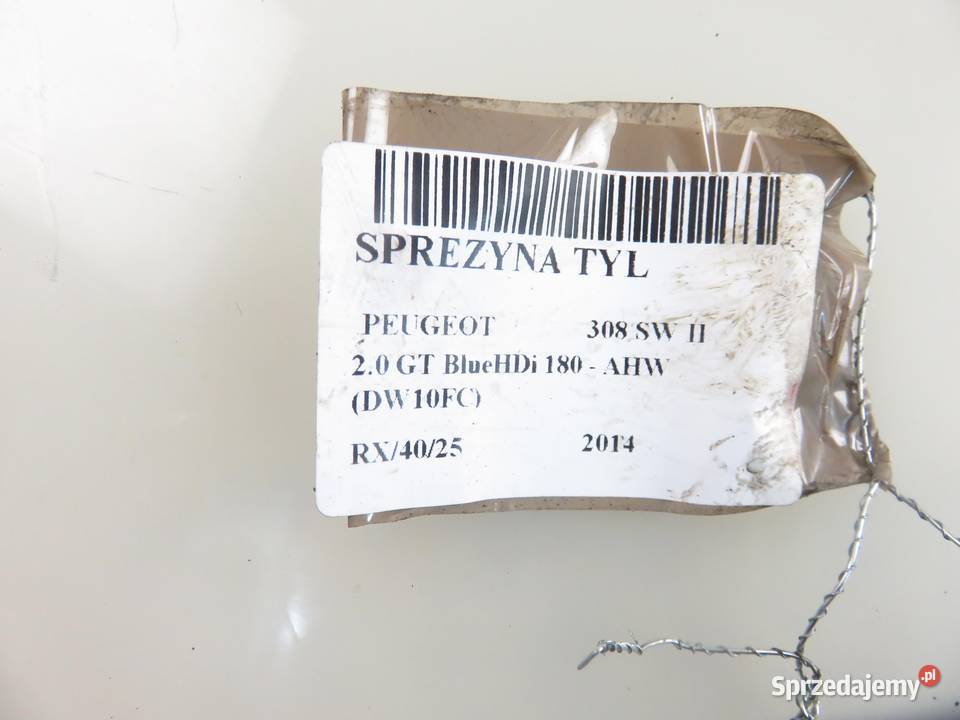 SPREZYNA TYL
PEUGEOT 308 SW II
2.0 GT BlueHDi 180 - AHW
(DW10FC)
RX/40/25 2014
Sprzedajemy.pl